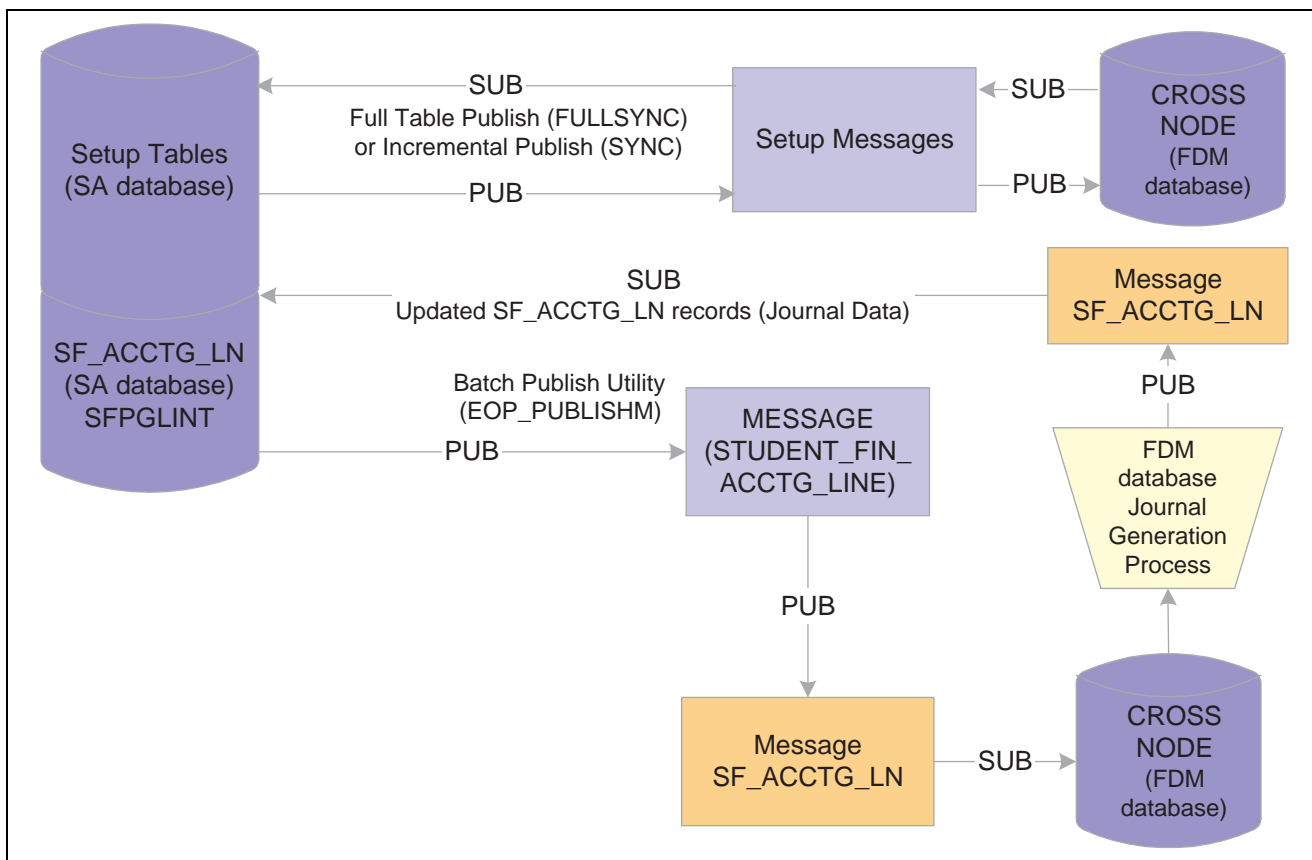 SUB
Full Table Publish (FULLSYNC)
or Incremental Publish (SYNC)
PUB
Setup Tables
(SA database)
Setup Messages
SUB
PUB
CROSS
NODE
(FDM
database)
SUB
Updated SF_ACCTG_LN records (Journal Data)
Message
SF_ACCTG_LN
SF_ACCTG_LN
(SA database)
SFPGLINT
Batch Publish Utility
(EOP_PUBLISHM)
PUB
MESSAGE
(STUDENT_FIN_
ACCTG_LINE)
PUB
FDM
database
Journal
Generation
Process
PUB
Message
SF_ACCTG_LN
SUB
CROSS
NODE
(FDM
database)